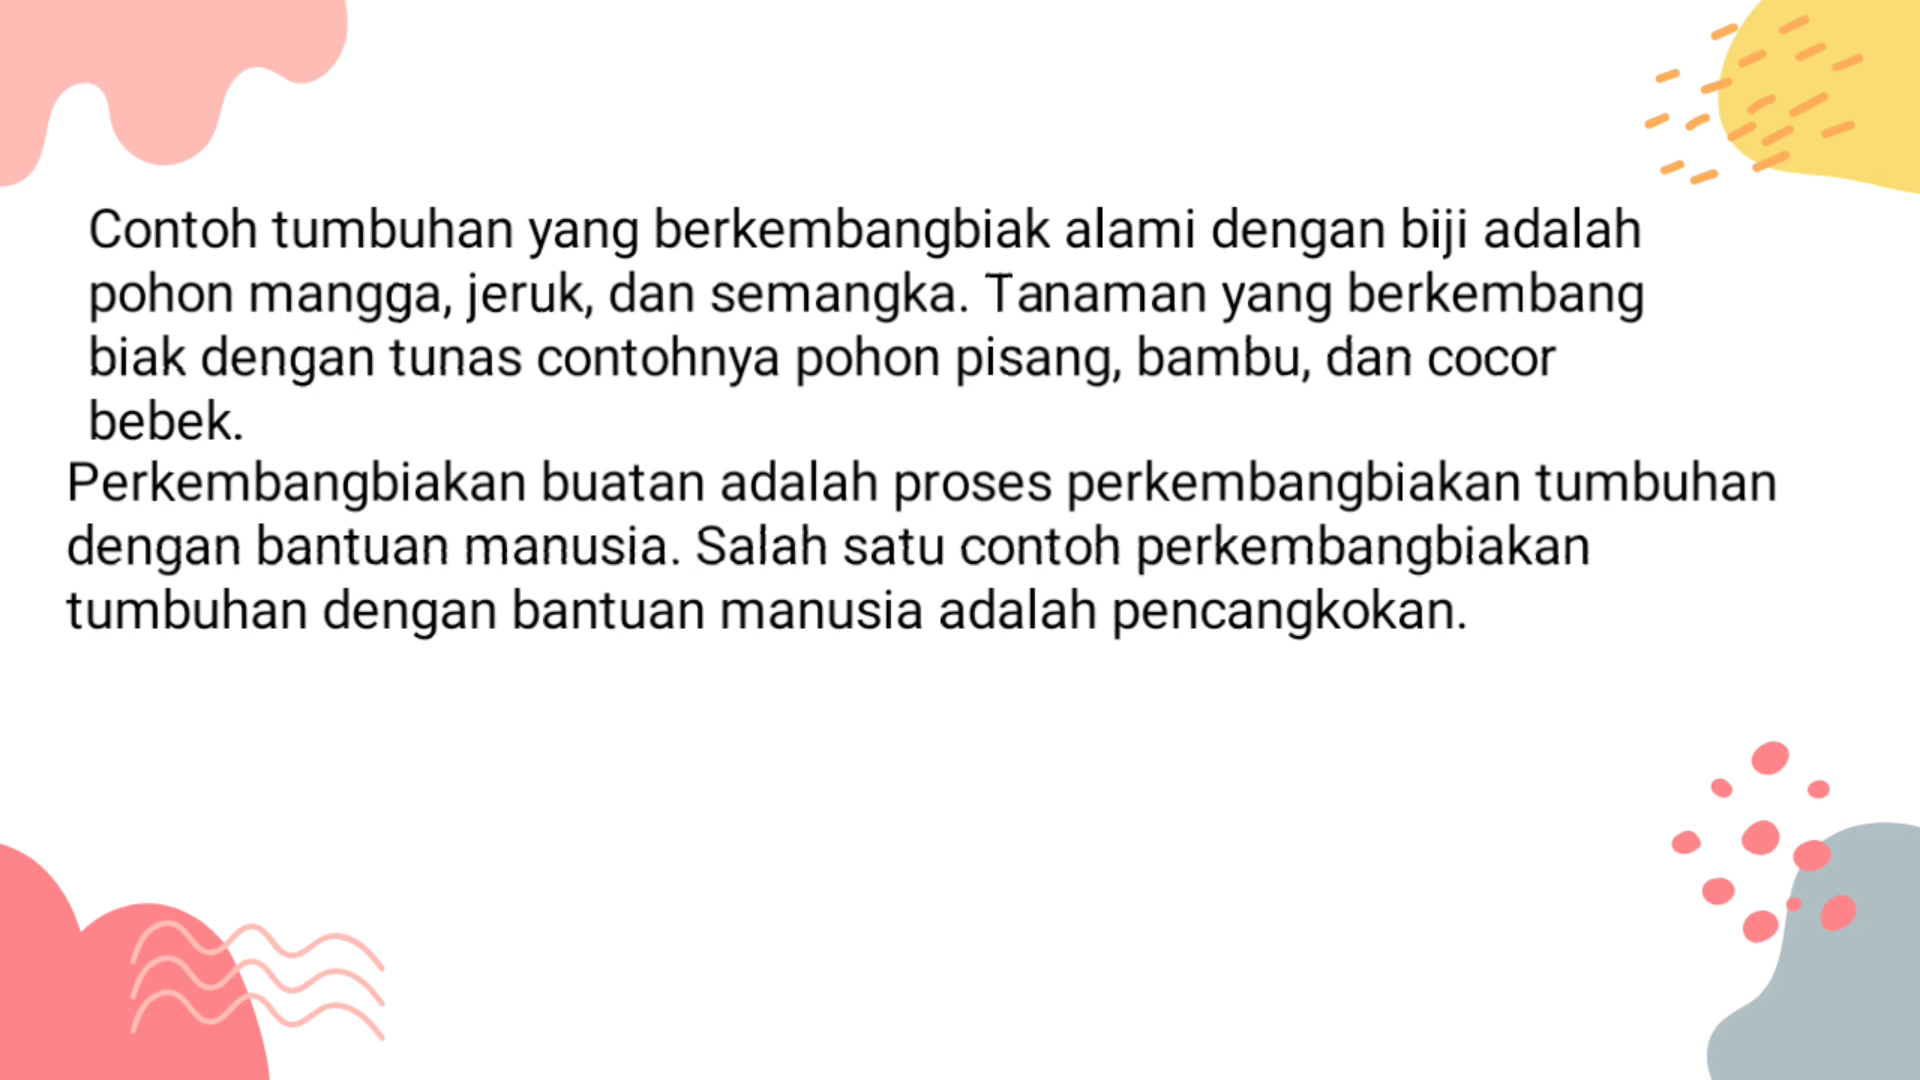 Contoh tumbuhan yang berkembangbiak alami dengan biji adalah
pohon mangga, jeruk, dan semangka. Tanaman yang berkembang
biak dengan tunas contohnya pohon pisang, bambu, dan cocor
bebek.
Perkembangbiakan buatan adalah proses perkembangbiakan tumbuhan
dengan bantuan manusia. Salah satu contoh perkembangbiakan
tumbuhan dengan bantuan manusia adalah pencangkokan.